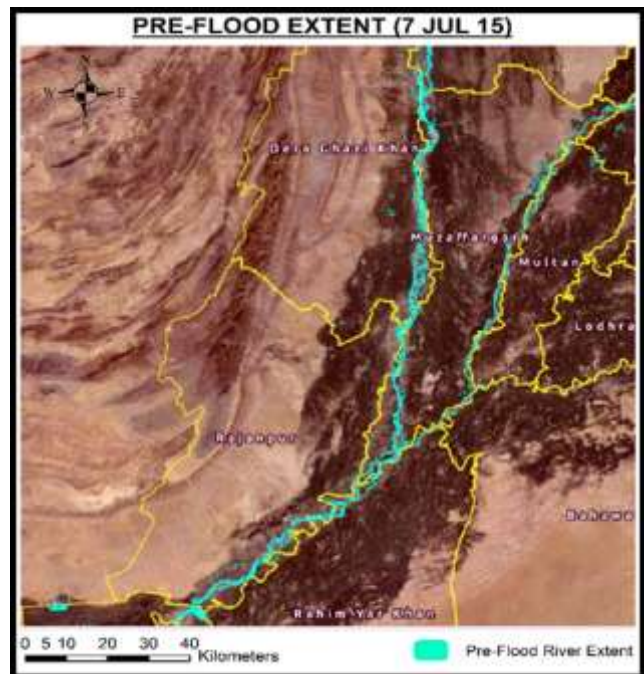 PRE-FLOOD EXTENT (7 JUL 15)
N
W E
S
Dera Ghazi Khan
Muzaffargarh
Multan
Lodhra
Rajanpur
Bahawa
Rahim Yar Khan
0 5 10 20 30 40
Kilometers
Pre-Flood River Extent